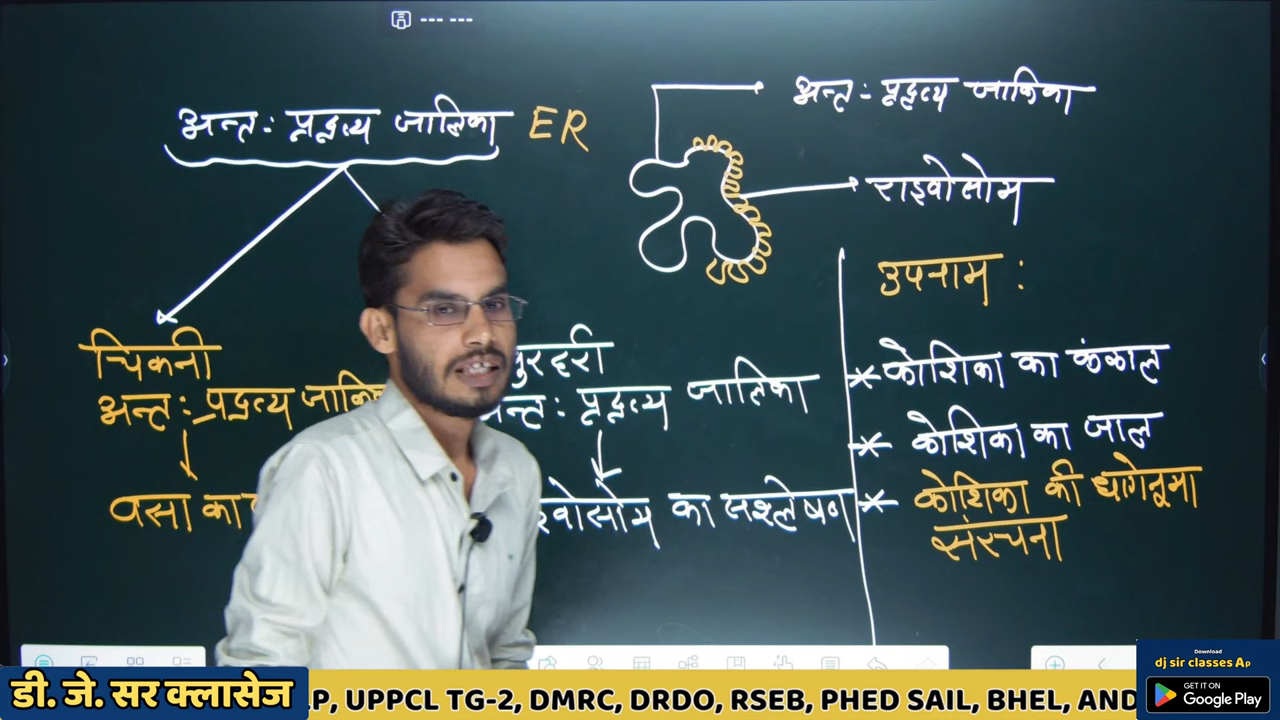 अन्त: प्रद्रव्य जालिका ER
अन्त: प्रद्रव्य जालिका
राइवोसोम
उपनाम :
चिकनी
अन्त: प्रद्रव्य
वसा का
खुरदरी
अन्त: प्रद्रव्य जालिका
का संश्लेषण
* कोशिका का कंकाल
* कोशिका का जाल
* कोशिका की धागेनुमा
संरचना
डी. जे. सर क्लासेज
P, UPPCL TG-2, DMRC, DRDO, RSEB, PHED SAIL, BHEL, AND
Download
dj sir classes Ap
GET IT ON
Google Play